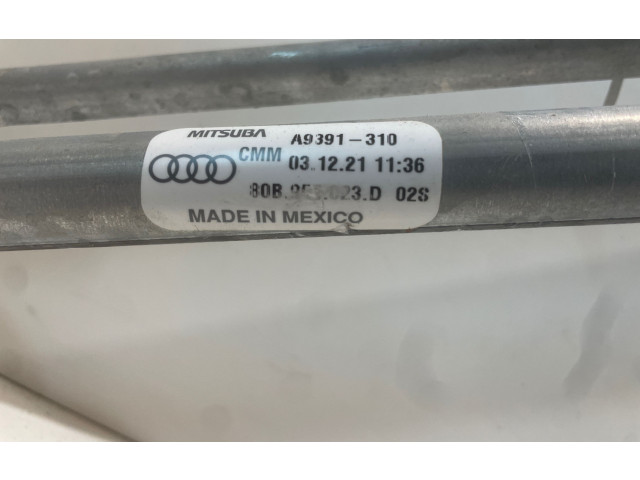 MITSUBA A9391-310
CMM 03.12.21 11:36
02S
MADE IN MEXICO